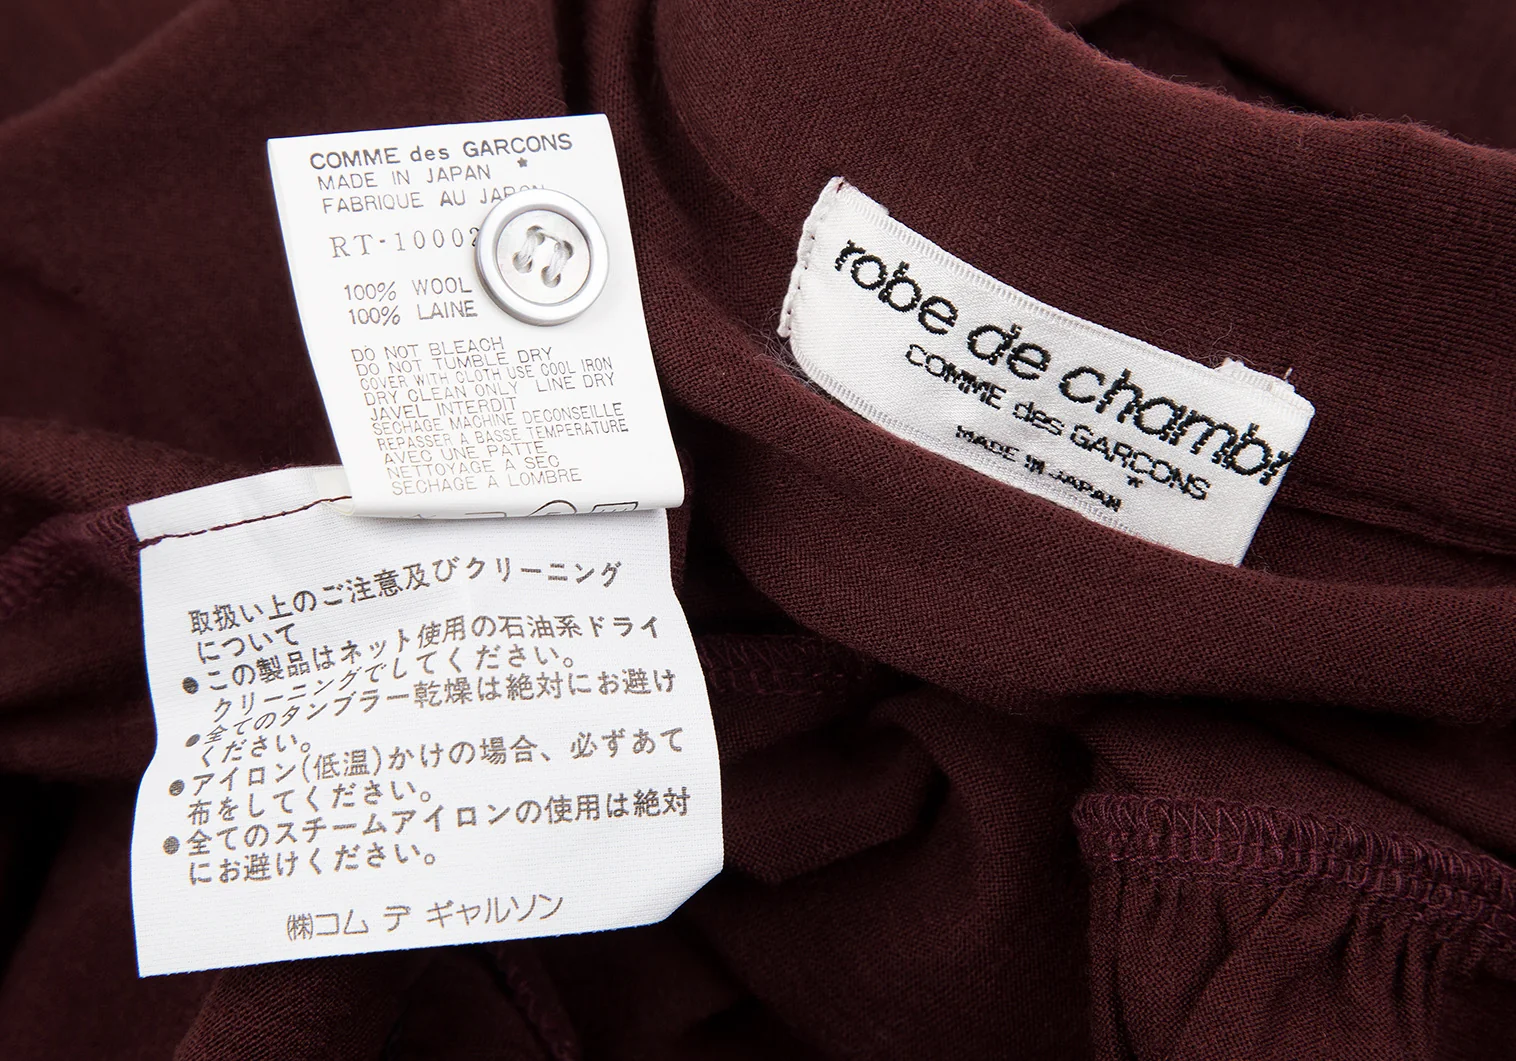 COMME des GARCONS
*
MADE IN JAPAN
FABRIQUE AU JAPON
RT-1000
100% WOOL
100% LAINE
DO NOT BLEACH
DO NOT TUMBLE DRY
COVER WITH CLOTH USE COOL IRON
DRY CLEAN ONLY LINE DRY
JAVEL INTERDIT
SECHAGE MACHINE DECONSEILLE
REPASSER A BASSE TEMPERATURE
AVEC UNE PATTE
NETTOYAGE A SEC
SECHAGE A LOMBRE
取扱い上のご注意及びクリーニング
について
●この製品はネット使用の石油系ドライ
クリーニングでしてください。
●全てのタンブラー乾燥は絶対にお避け
ください。
●アイロン(低温)かけの場合、必ずあて
布をしてください。
●全てのスチームアイロンの使用は絶対
にお避けください。
㈱コム デ ギャルソン
robe de chambr
COMME des GARCONS
*
MADE IN JAPAN